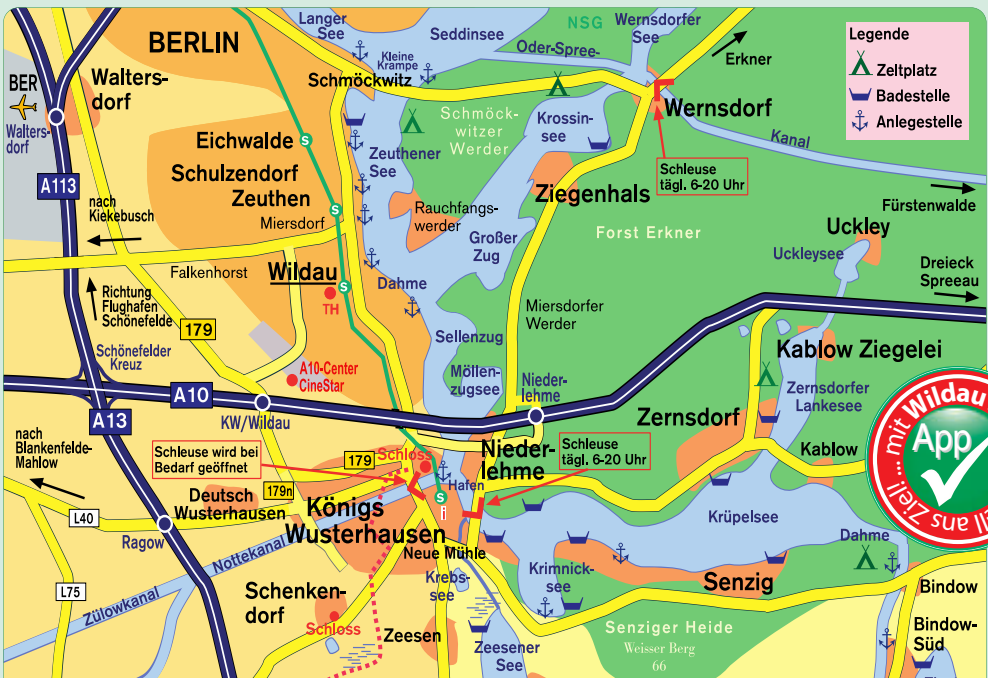 Langer
See
Seddinsee
NSG
Wernsdorfer
See
BERLIN
Kleine
Krampe
Oder-Spree-
Erkner
Legende
Zeltplatz
Badestelle
Anlegestelle
BER
Walters-
dorf
Walters-
dorf
Schmöckwitz
Schmöck-
witzer
Werder
Krossin-
see
Wernsdorf
Kanal
Eichwalde
S
Zeuthener
See
Schulzendorf
Zeuthen
S
Miersdorf
Schleuse
tägl. 6-20 Uhr
Ziegenhals
Fürstenwalde
A113
nach
Kiekebusch
Rauchfangs-
werder
Großer
Zug
Forst Erkner
Uckley
Uckleysee
Falkenhorst
Wildau
S
TH
Dahme
Dreieck
Spreeau
Richtung
Flughafen
Schönefelde
179
Miersdorfer
Werder
Sellenzug
Schönefelder
Kreuz
A10-Center
CineStar
Möllen-
zugsee
Nieder-
lehme
Kablow Ziegelei
A10
A13
KW/Wildau
Zernsdorfer
Lankesee
Zernsdorf
Kablow
... mit Wildau
App
ell ans Ziel!
nach
Blankenfelde-
Mahlow
Schleuse wird bei
Bedarf geöffnet
179
Schloss
Nieder-
lehme
Schleuse
tägl. 6-20 Uhr
Hafen
S
i
179n
Deutsch
Wusterhausen
L40
Königs
Wusterhausen
Krüpelsee
Ragow
Nottekanal
Neue Mühle
Dahme
L75
Zülowkanal
Schenken-
dorf
Schloss
Krebs-
see
Krimnick-
see
Senzig
Bindow
Zeesen
Zeesener
See
Senziger Heide
Weisser Berg
66
Bindow-
Süd